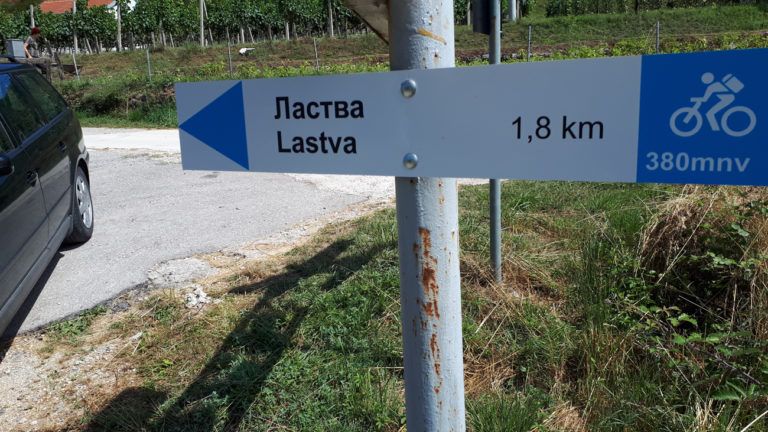 Ластва
Lastva
1,8 km
380mnv